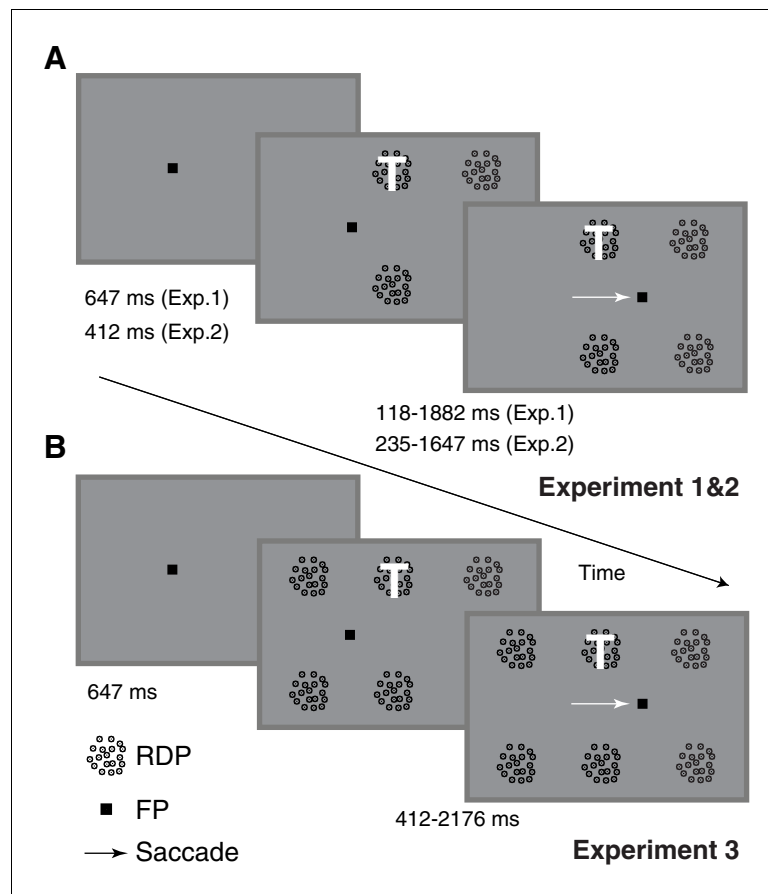 A
T
T
647 ms (Exp.1)
412 ms (Exp.2)
118-1882 ms (Exp.1)
235-1647 ms (Exp.2)
Experiment 1&2
B
T
Time
T
647 ms
RDP
FP
412-2176 ms
Saccade
Experiment 3